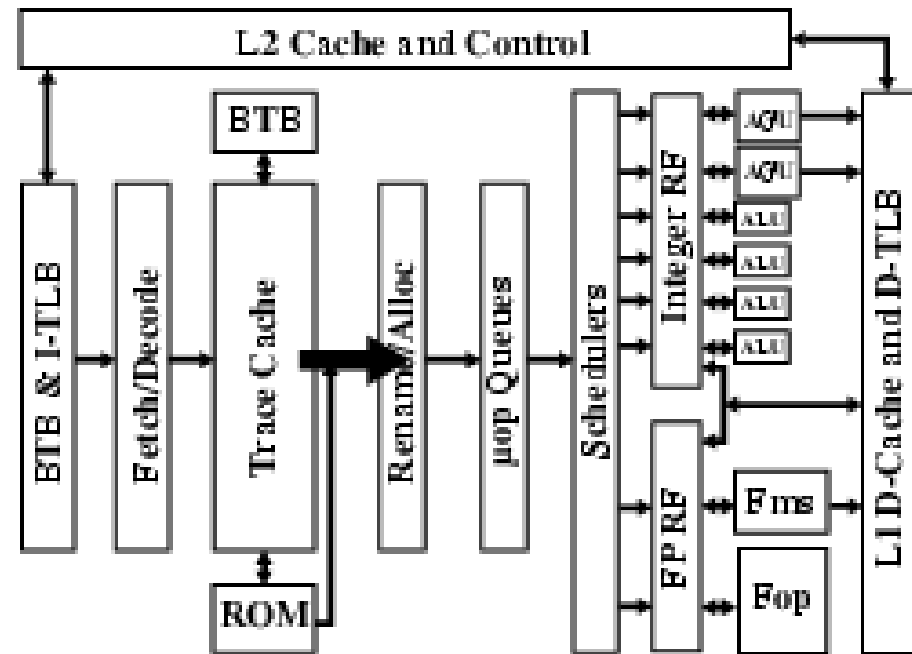 L2 Cache and Control
BTB & I-TLB
Fetch/Decode
BTB
Trace Cache
ROM
Rename/Alloc
µop Queues
Schedulers
Integer RF
FP RF
AGU
AGU
ALU
ALU
ALU
ALU
Fms
Fop
L1 D-Cache and D-TLB